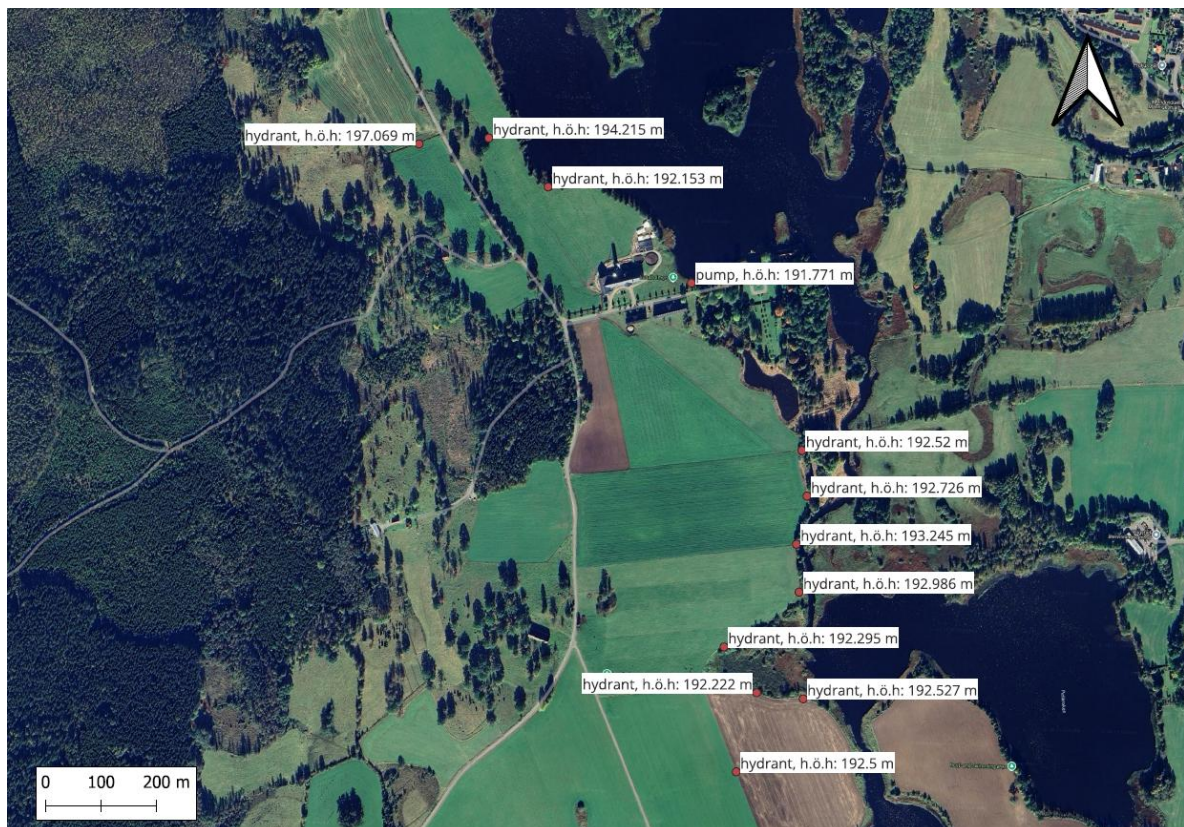 hydrant, h.ö.h: 197.069 m
hydrant, h.ö.h: 194.215 m
hydrant, h.ö.h: 192.153 m
pump, h.ö.h: 191.771 m
hydrant, h.ö.h: 192.52 m
hydrant, h.ö.h: 192.726 m
hydrant, h.ö.h: 193.245 m
hydrant, h.ö.h: 192.986 m
hydrant, h.ö.h: 192.295 m
hydrant, h.ö.h: 192.222 m
hydrant, h.ö.h: 192.527 m
hydrant, h.ö.h: 192.5 m
0 100 200 m